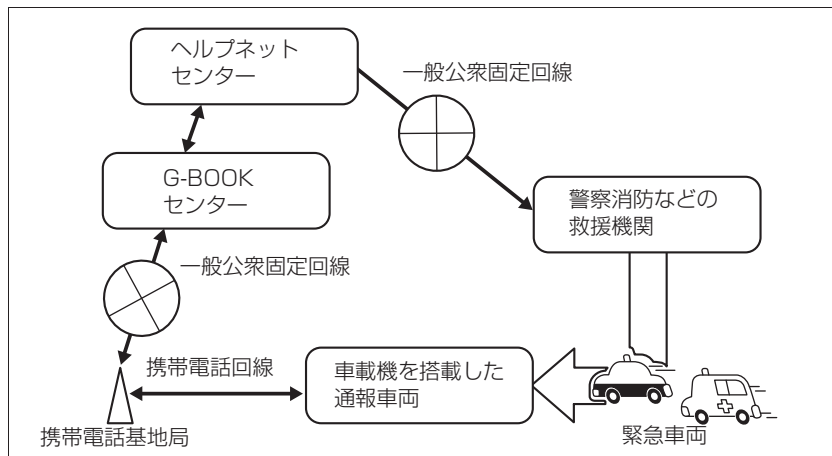 ヘルプネット
センター
一般公衆固定回線
G-BOOK
センター
警察消防などの
救援機関
一般公衆固定回線
携帯電話回線
車載機を搭載した
通報車両
携帯電話基地局
緊急車両